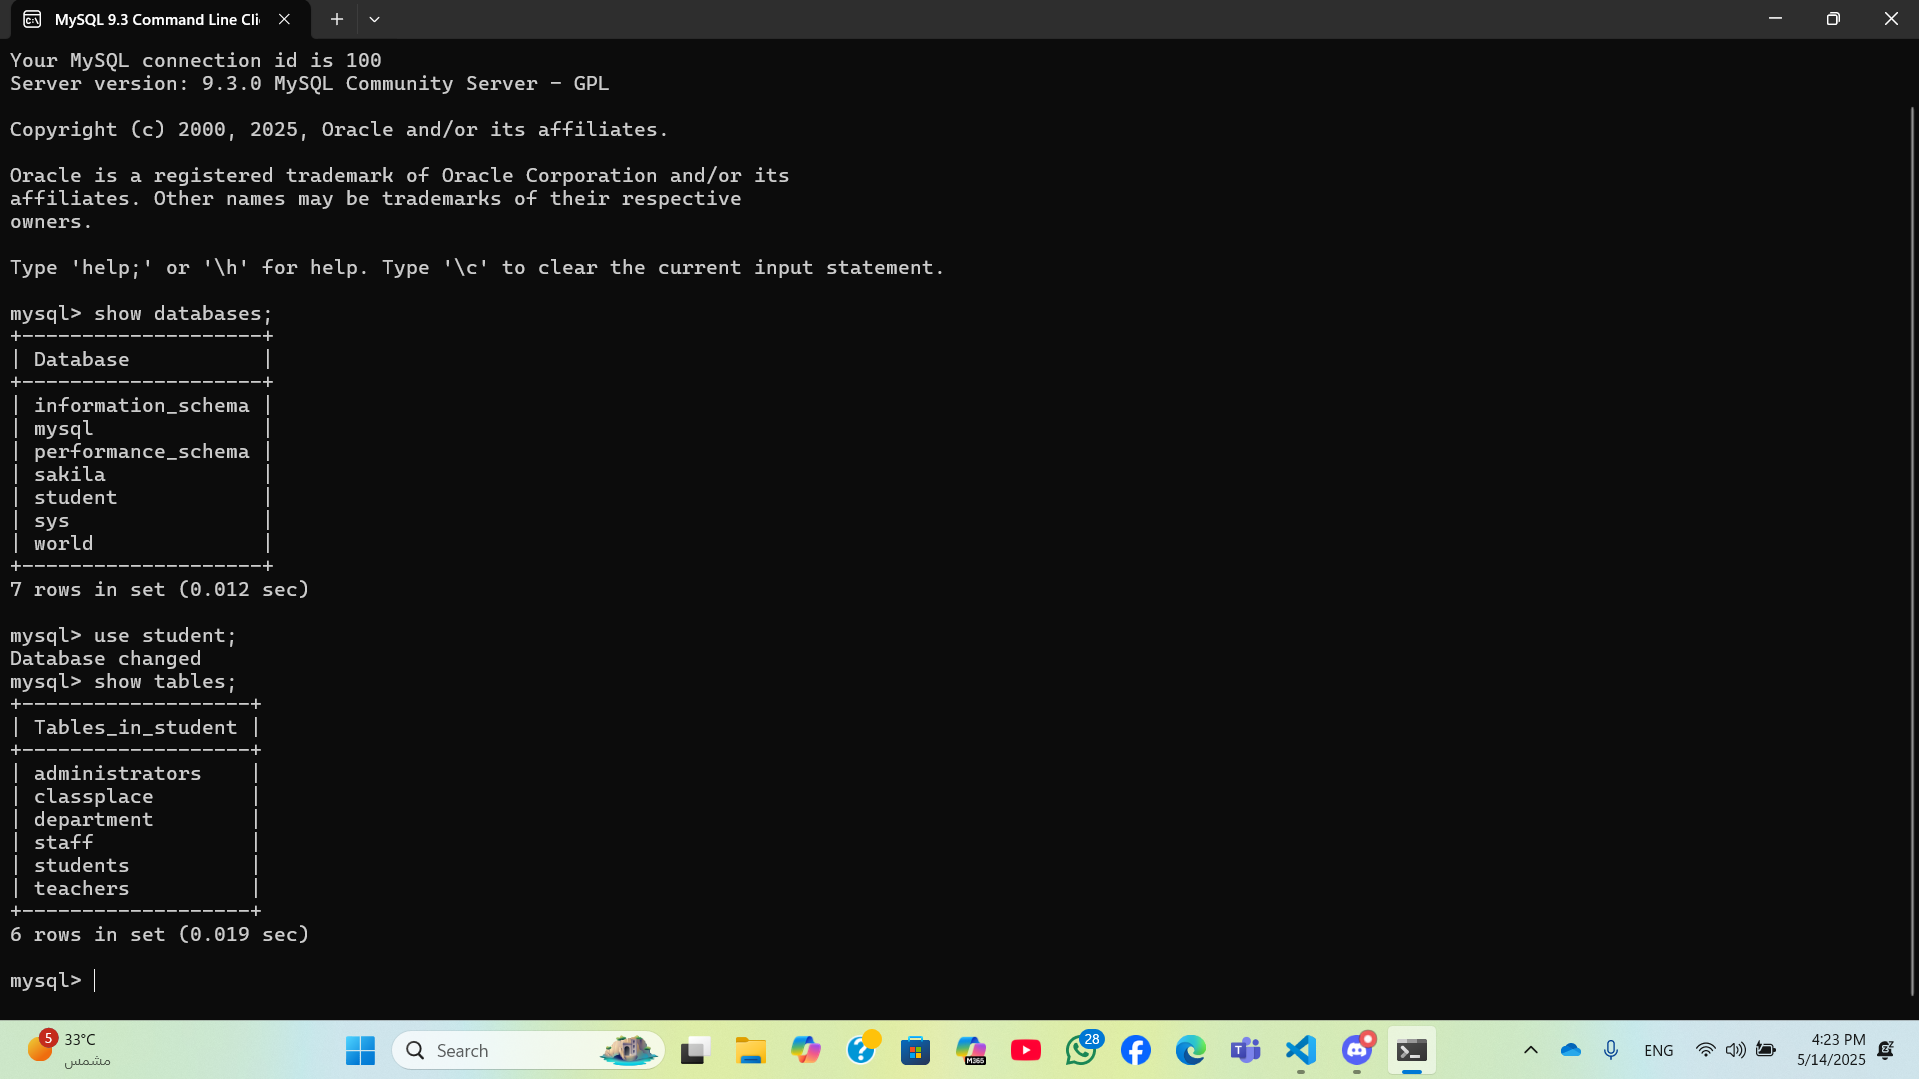 MySQL 9.3 Command Line Cli
Your MySQL connection id is 100
Server version: 9.3.0 MySQL Community Server - GPL
Copyright (c) 2000, 2025, Oracle and/or its affiliates.
Oracle is a registered trademark of Oracle Corporation and/or its
affiliates. Other names may be trademarks of their respective
owners.
Type 'help;' or '\h' for help. Type '\c' to clear the current input statement.
mysql> show databases;
+--------------------+
| Database           |
+--------------------+
| information_schema |
| mysql              |
| performance_schema |
| sakila             |
| student            |
| sys                |
| world              |
+--------------------+
7 rows in set (0.012 sec)
mysql> use student;
Database changed
mysql> show tables;
+-------------------+
| Tables_in_student |
+-------------------+
| administrators    |
| classplace        |
| department        |
| staff             |
| students          |
| teachers          |
+-------------------+
6 rows in set (0.019 sec)
mysql>
5
33°C
مشمس
Search
M365
28
ENG
4:23 PM
5/14/2025